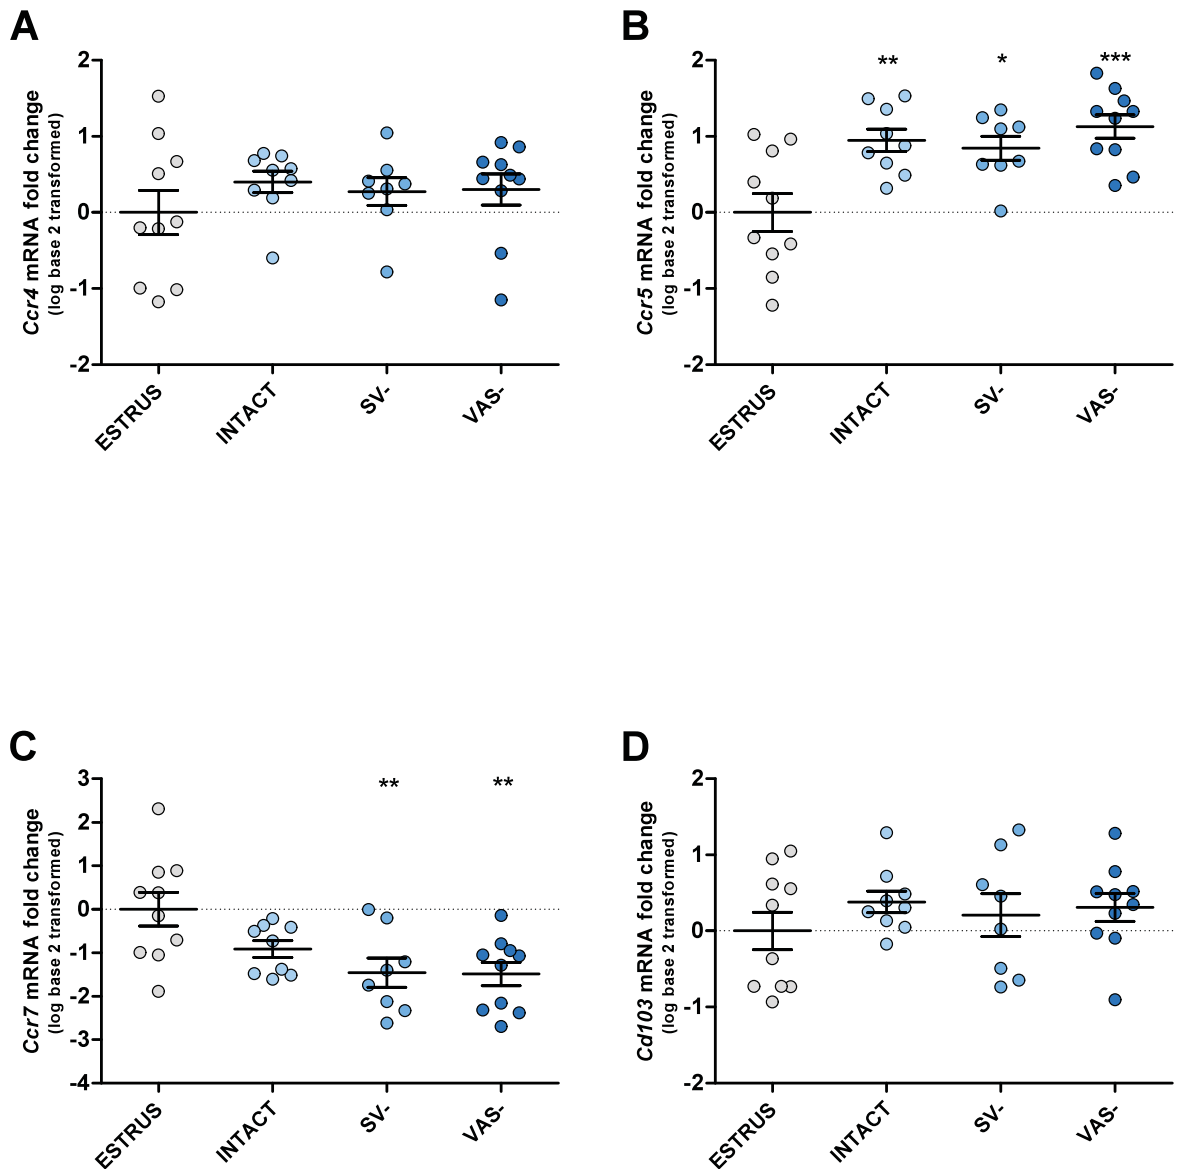 A
Ccr4 mRNA fold change
(log base 2 transformed)
2
1
0
-1
-2
ESTRUS
INTACT
SV-
VAS-
B
Ccr5 mRNA fold change
(log base 2 transformed)
2
1
0
-1
-2
**
*
***
ESTRUS
INTACT
SV-
VAS-
C
Ccr7 mRNA fold change
(log base 2 transformed)
3
2
1
0
-1
-2
-3
-4
**
**
ESTRUS
INTACT
SV-
VAS-
D
Cd103 mRNA fold change
(log base 2 transformed)
2
1
0
-1
-2
ESTRUS
INTACT
SV-
VAS-